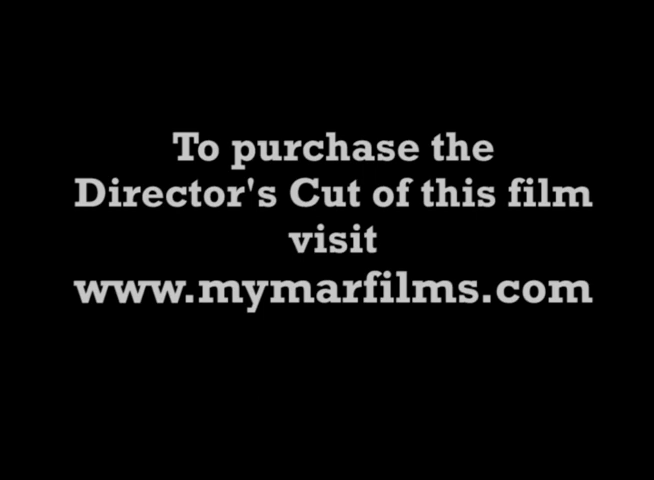 To purchase the
Director's Cut of this film
visit
www.mymarfilms.com